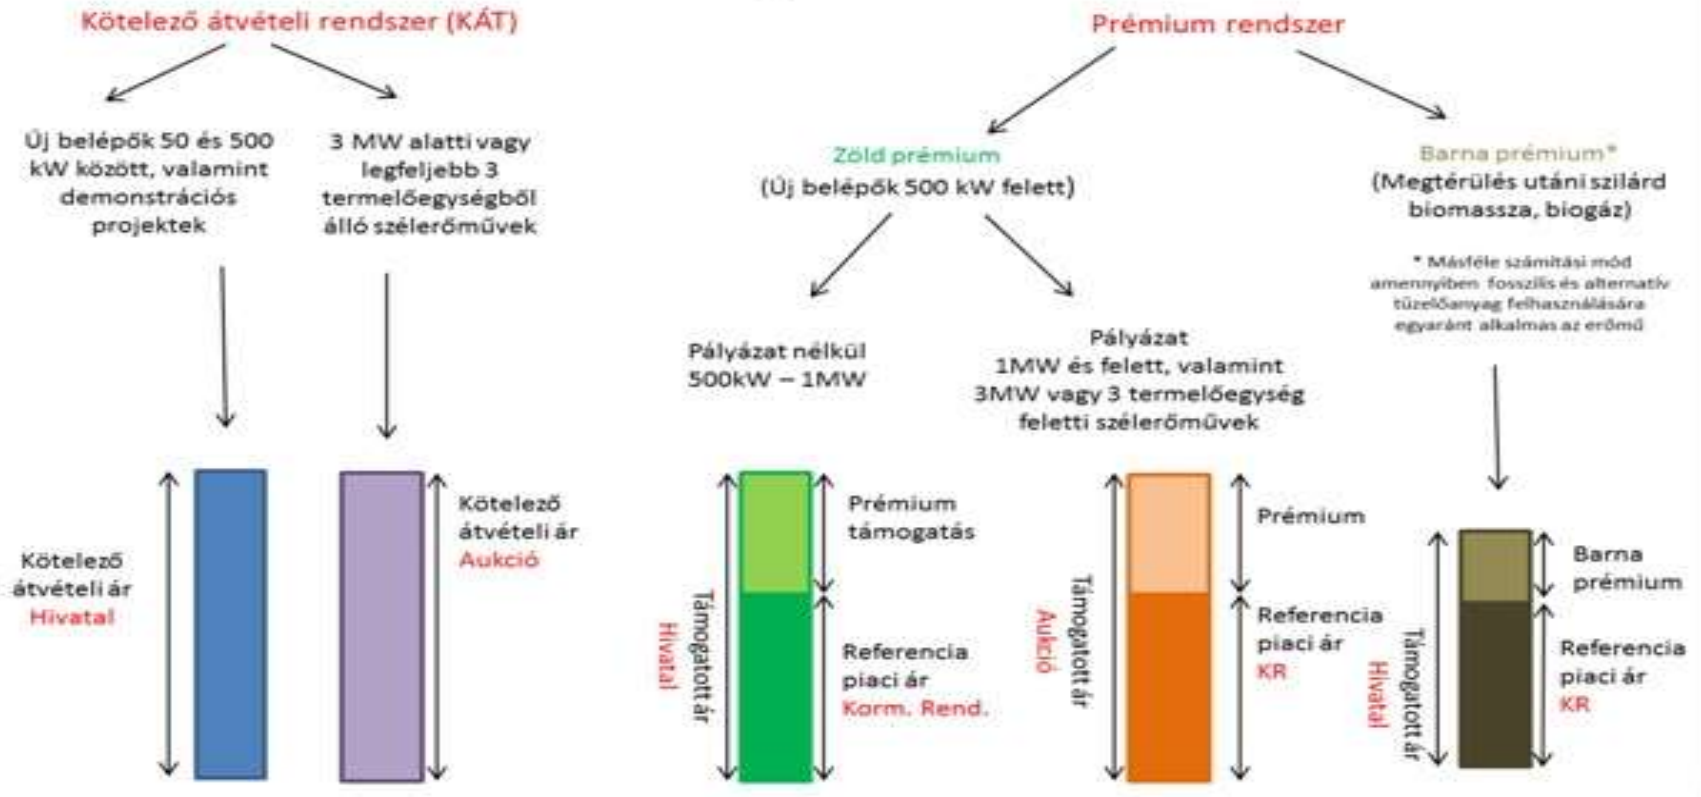 Kötelező átvételi rendszer (KÁT)
Új belépők 50 és 500
kW között, valamint
demonstrációs
projektek
3 MW alatti vagy
legfeljebb 3
termelőegységből
álló szélerőművek
Kötelező
átvételi ár
Hivatal
Kötelező
átvételi ár
Aukció
Prémium rendszer
Zöld prémium
(Új belépők 500 kW felett)
Pályázat nélkül
500kW – 1MW
Pályázat
1MW és felett, valamint
3MW vagy 3 termelőegység
feletti szélerőművek
Barna prémium*
(Megtérülés utáni szilárd
biomassza, biogáz)
* Másféle számítási mód
amennyiben fosszilis és alternatív
tüzelőanyag felhasználására
egyaránt alkalmas az erőmű
Támogatott ár
Hivatal
Prémium
támogatás
Referencia
piaci ár
Korm. Rend.
Támogatott ár
Aukció
Prémium
Referencia
piaci ár
KR
Támogatott ár
Hivatal
Barna
prémium
Referencia
piaci ár
KR